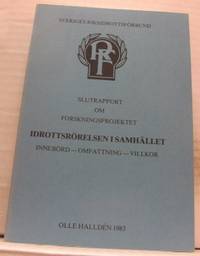 SVERIGES RIKSIDROTTSFÖRBUND
RF
SLUTRAPPORT
OM
FORSKNINGSPROJEKTET
IDROTTSRÖRELSEN I SAMHÄLLET
INNEBÖRD — OMFATTNING — VILLKOR
OLLE HALLDÉN 1983